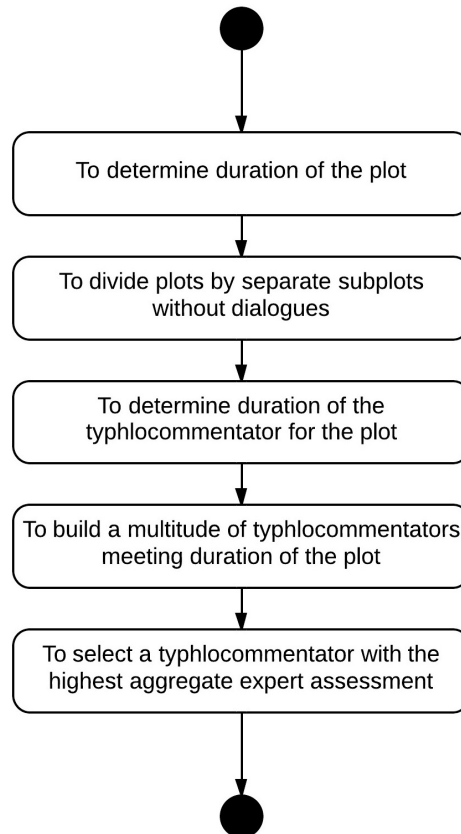 To determine duration of the plot
To divide plots by separate subplots
without dialogues
To determine duration of the
typhlocommentator for the plot
To build a multitude of typhlocommentators
meeting duration of the plot
To select a typhlocommentator with the
highest aggregate expert assessment